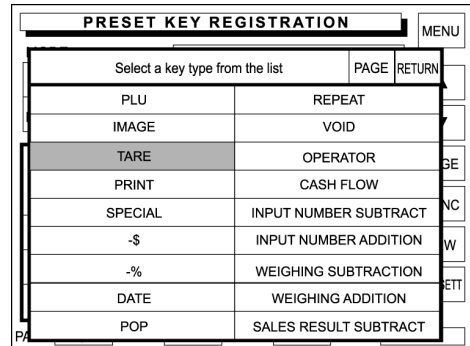 PRESET KEY REGISTRATION
MENU
Select a key type from the list
PAGE
RETURN
PLU REPEAT
IMAGE VOID
TARE OPERATOR
PRINT CASH FLOW
SPECIAL INPUT NUMBER SUBTRACT
-$ INPUT NUMBER ADDITION
-% WEIGHING SUBTRACTION
DATE WEIGHING ADDITION
POP SALES RESULT SUBTRACT